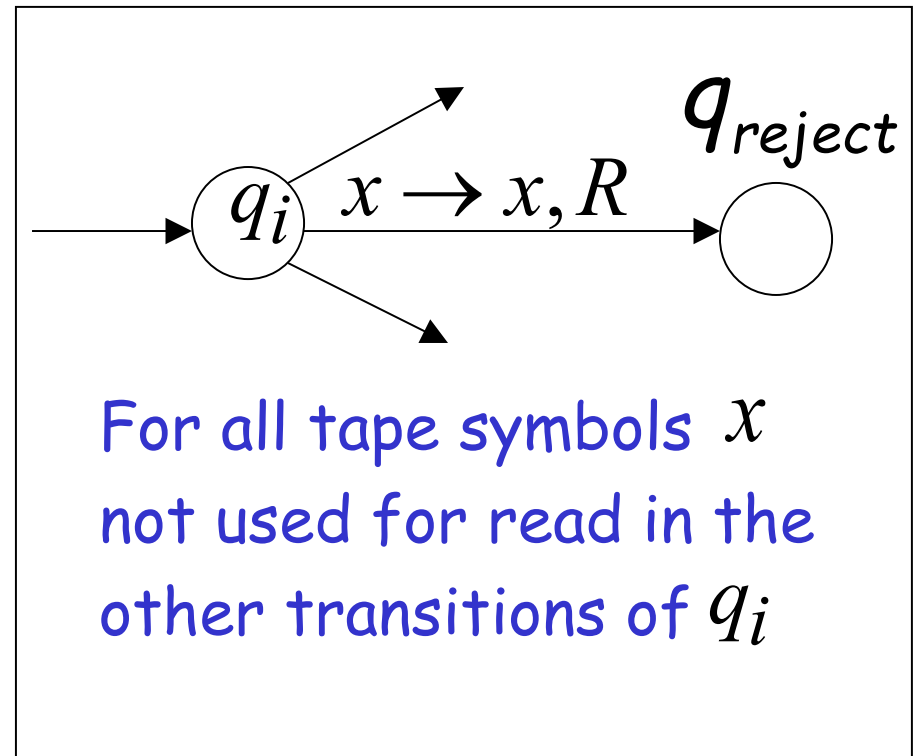 q_reject
q_i x → x, R
For all tape symbols x
not used for read in the
other transitions of q_i